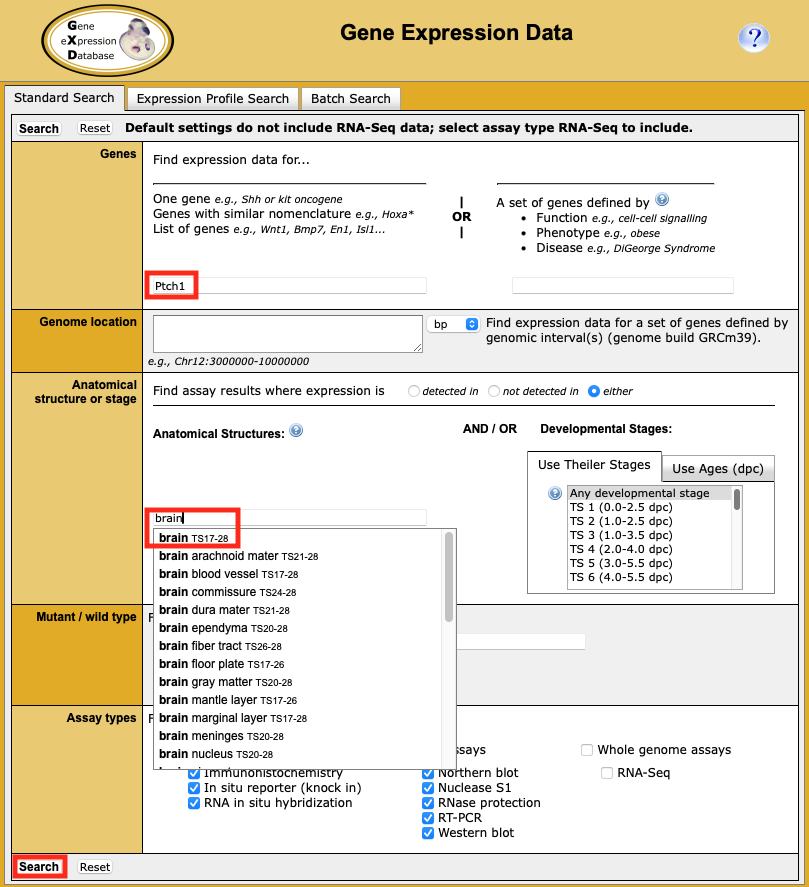 Gene
eXpression
Database
Gene Expression Data
?
Standard Search
Expression Profile Search
Batch Search
Search
Reset
Default settings do not include RNA-Seq data; select assay type RNA-Seq to include.
Genes
Find expression data for...
One gene e.g., Shh or kit oncogene
Genes with similar nomenclature e.g., Hoxa*
List of genes e.g., Wnt1, Bmp7, En1, Isl1...
|
OR
|
A set of genes defined by ?
• Function e.g., cell-cell signalling
• Phenotype e.g., obese
• Disease e.g., DiGeorge Syndrome
Ptch1
Genome location
bp
Find expression data for a set of genes defined by
genomic interval(s) (genome build GRCm39).
e.g., Chr12:3000000-10000000
Anatomical
structure or stage
Find assay results where expression is
detected in
not detected in
either
Anatomical Structures: ?
AND / OR
Developmental Stages:
Use Theiler Stages
Use Ages (dpc)
?
Any developmental stage
TS 1 (0.0-2.5 dpc)
TS 2 (1.0-2.5 dpc)
TS 3 (1.0-3.5 dpc)
TS 4 (2.0-4.0 dpc)
TS 5 (3.0-5.5 dpc)
TS 6 (4.0-5.5 dpc)
brain
brain TS17-28
brain arachnoid mater TS21-28
brain blood vessel TS17-28
brain commissure TS24-28
brain dura mater TS21-28
brain ependyma TS20-28
brain fiber tract TS26-28
brain floor plate TS17-26
brain gray matter TS20-28
brain mantle layer TS17-26
brain marginal layer TS17-28
brain meninges TS20-28
brain nucleus TS20-28
Mutant / wild type
Assay types
Whole genome assays
Immunohistochemistry
In situ reporter (knock in)
RNA in situ hybridization
Northern blot
Nuclease S1
RNase protection
RT-PCR
Western blot
RNA-Seq
Search
Reset